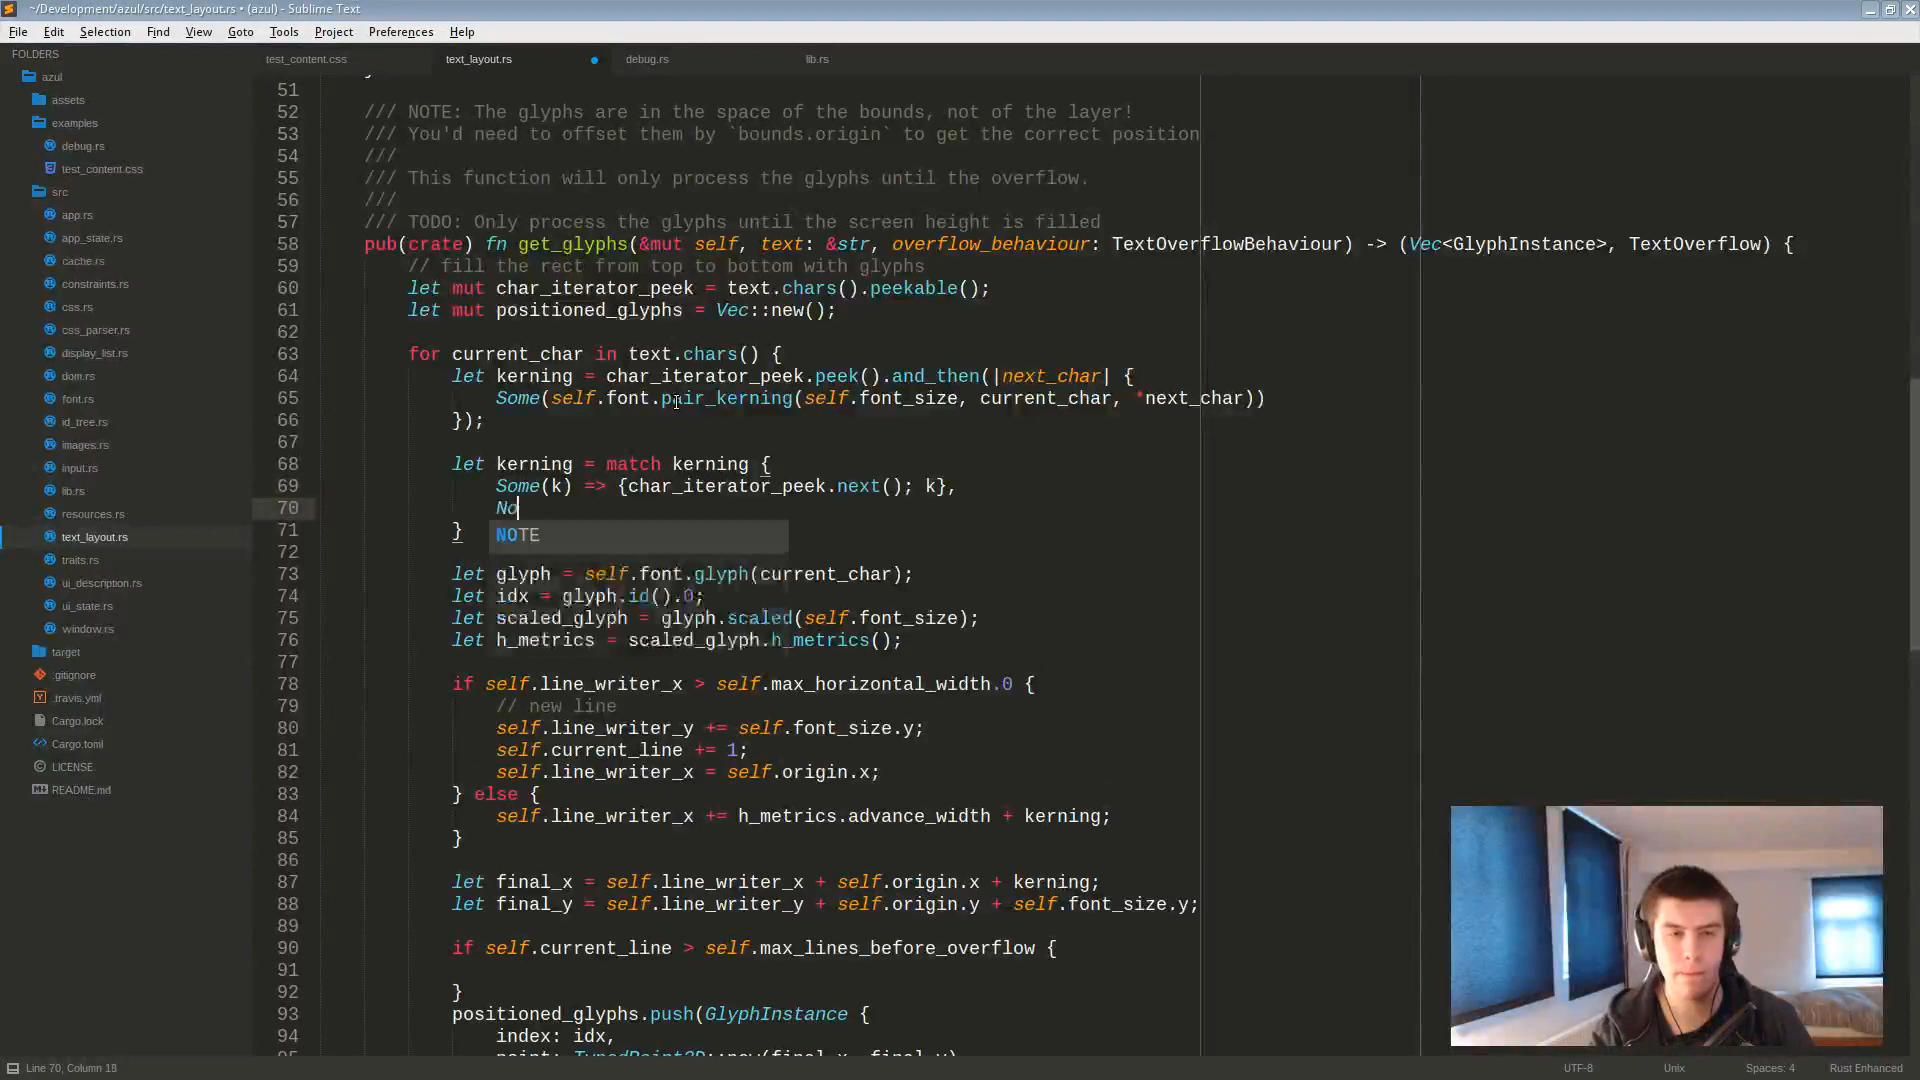 ~/Development/azul/src/text_layout.rs • (azul) - Sublime Text
File Edit Selection Find View Goto Tools Project Preferences Help
FOLDERS
azul
assets
examples
debug.rs
test_content.css
src
app.rs
app_state.rs
cache.rs
constraints.rs
css.rs
css_parser.rs
display_list.rs
dom.rs
font.rs
id_tree.rs
images.rs
input.rs
lib.rs
resources.rs
text_layout.rs
traits.rs
ui_description.rs
ui_state.rs
window.rs
target
.gitignore
.travis.yml
Cargo.lock
Cargo.toml
LICENSE
README.md
test_content.css text_layout.rs debug.rs lib.rs
51
52 /// NOTE: The glyphs are in the space of the bounds, not of the layer!
53 /// You'd need to offset them by `bounds.origin` to get the correct position
54 ///
55 /// This function will only process the glyphs until the overflow.
56 ///
57 /// TODO: Only process the glyphs until the screen height is filled
58 pub(crate) fn get_glyphs(&mut self, text: &str, overflow_behaviour: TextOverflowBehaviour) -> (Vec<GlyphInstance>, TextOverflow) {
59 // fill the rect from top to bottom with glyphs
60 let mut char_iterator_peek = text.chars().peekable();
61 let mut positioned_glyphs = Vec::new();
62
63 for current_char in text.chars() {
64 let kerning = char_iterator_peek.peek().and_then(|next_char| {
65 Some(self.font.pair_kerning(self.font_size, current_char, *next_char))
66 });
67
68 let kerning = match kerning {
69 Some(k) => {char_iterator_peek.next(); k},
70 No
71 }
NOTE
72
73 let glyph = self.font.glyph(current_char);
74 let idx = glyph.id().0;
75 let scaled_glyph = glyph.scaled(self.font_size);
76 let h_metrics = scaled_glyph.h_metrics();
77
78 if self.line_writer_x > self.max_horizontal_width.0 {
79 // new line
80 self.line_writer_y += self.font_size.y;
81 self.current_line += 1;
82 self.line_writer_x = self.origin.x;
83 } else {
84 self.line_writer_x += h_metrics.advance_width + kerning;
85 }
86
87 let final_x = self.line_writer_x + self.origin.x + kerning;
88 let final_y = self.line_writer_y + self.origin.y + self.font_size.y;
89
90 if self.current_line > self.max_lines_before_overflow {
91
92 }
93 positioned_glyphs.push(GlyphInstance {
94 index: idx,
95 point: TypedPoint2D::new(final_x, final_y)
Line 70, Column 18 UTF-8 Unix Spaces: 4 Rust Enhanced